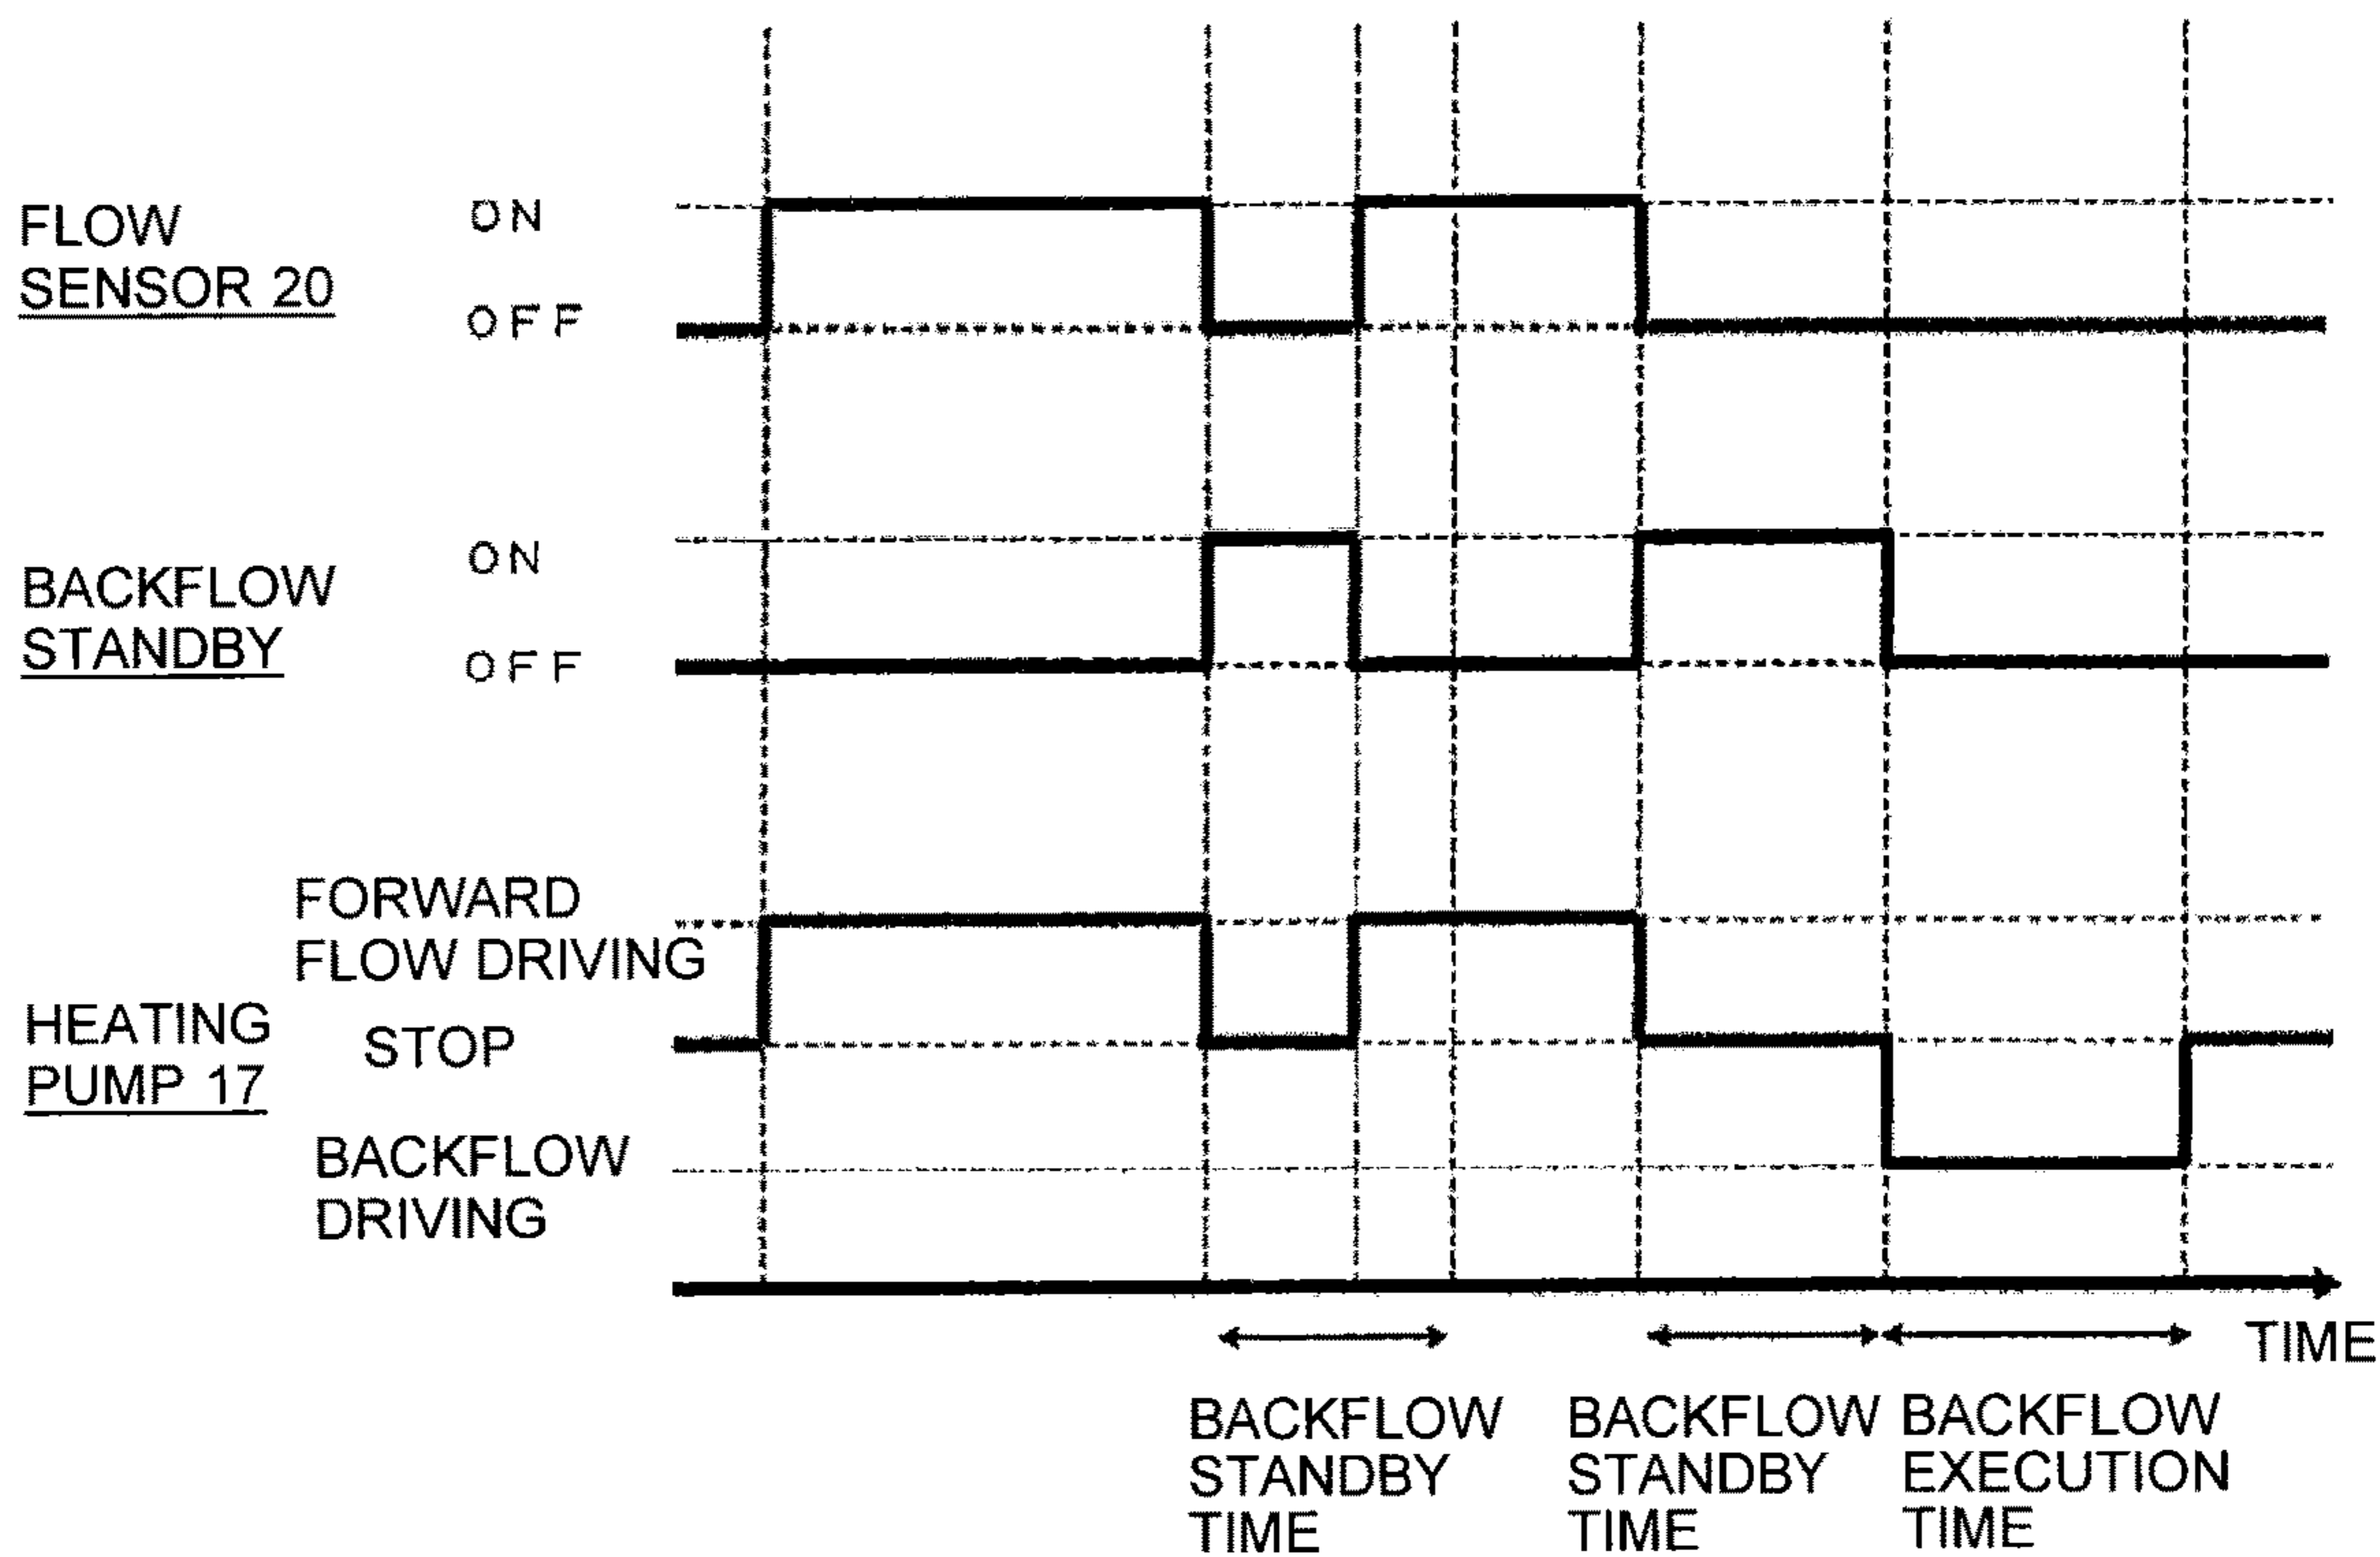 FLOW
SENSOR 20
ON
OFF
BACKFLOW
STANDBY
ON
OFF
HEATING
PUMP 17
FORWARD
FLOW DRIVING
STOP
BACKFLOW
DRIVING
TIME
BACKFLOW
STANDBY
TIME
BACKFLOW
STANDBY
TIME
BACKFLOW
EXECUTION
TIME